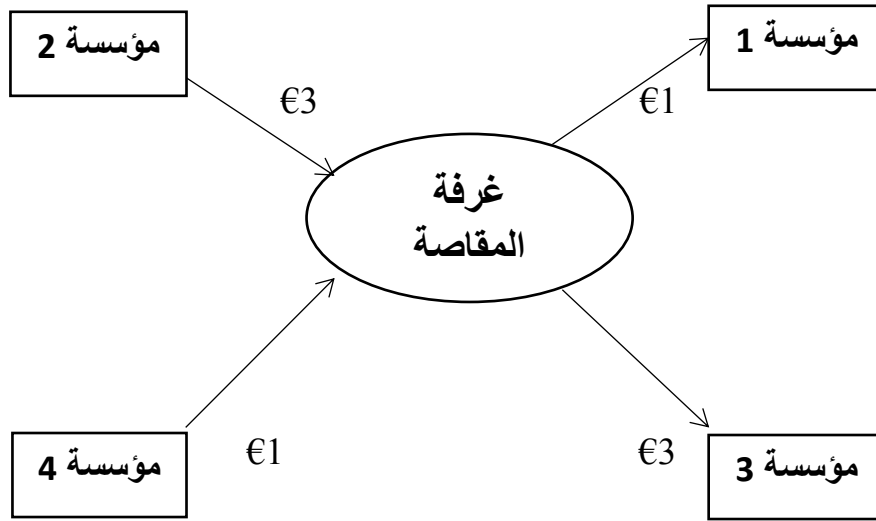 مؤسسة 1
مؤسسة 2
€3
€1
غرفة
المقاصة
€3
€1
مؤسسة 3
مؤسسة 4